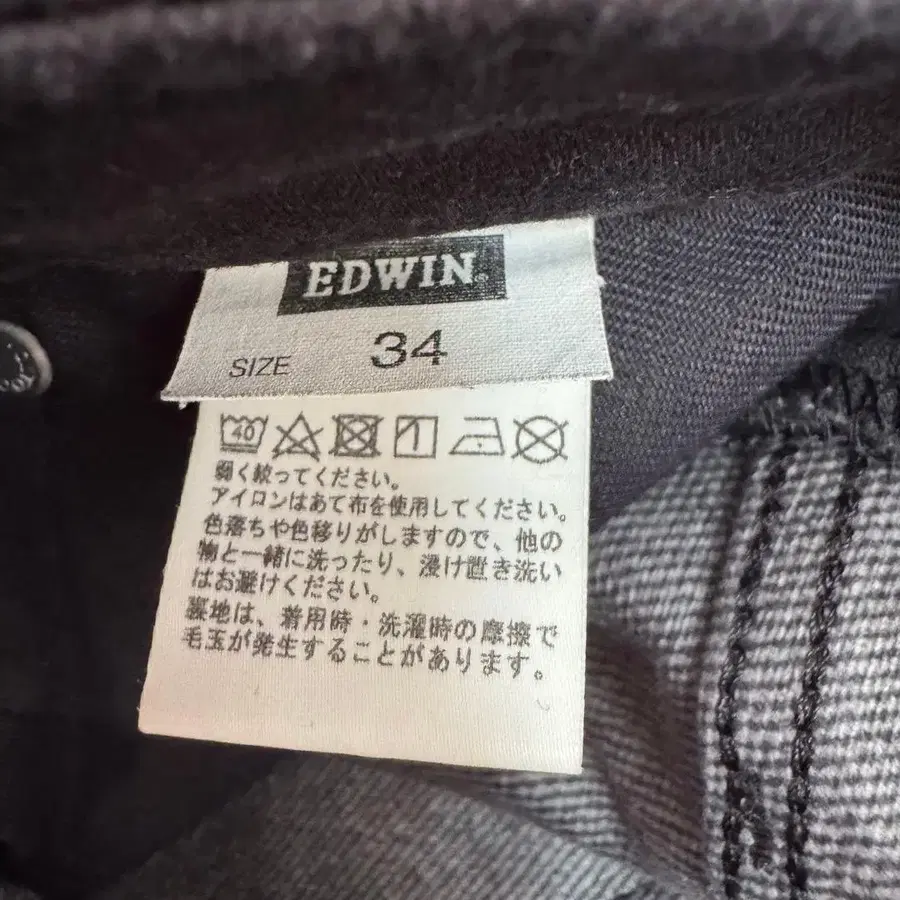 EDWIN
SIZE 34
40
弱く絞ってください。
アイロンはあて布を使用してください。
色落ちや色移りがしますので、他の
物と一緒に洗ったり、浸け置き洗い
はお避けください。
裏地は、着用時・洗濯時の摩擦で
毛玉が発生することがあります。